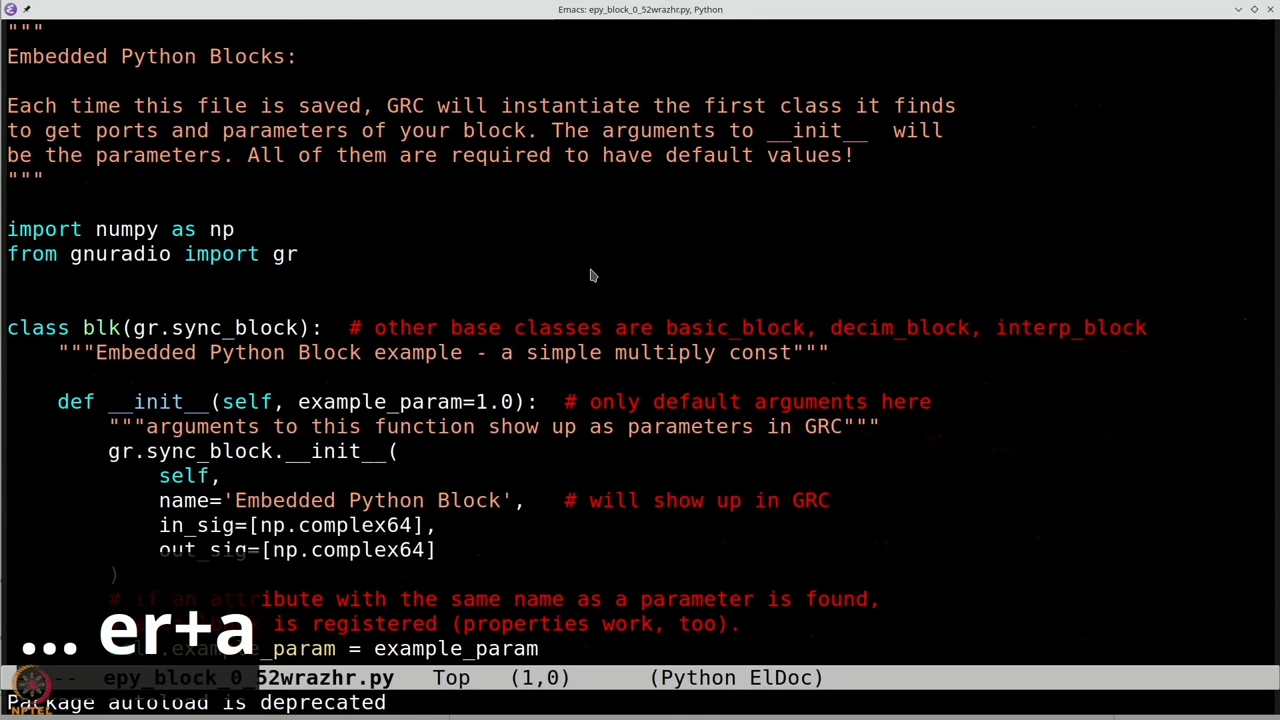 Emacs: epy_block_0_52wrazhr.py, Python
"""
Embedded Python Blocks:
Each time this file is saved, GRC will instantiate the first class it finds
to get ports and parameters of your block. The arguments to __init__  will
be the parameters. All of them are required to have default values!
"""
import numpy as np
from gnuradio import gr
class blk(gr.sync_block):  # other base classes are basic_block, decim_block, interp_block
"""Embedded Python Block example - a simple multiply const"""
def __init__(self, example_param=1.0):  # only default arguments here
"""arguments to this function show up as parameters in GRC"""
gr.sync_block.__init__(
self,
name='Embedded Python Block',   # will show up in GRC
in_sig=[np.complex64],
out_sig=[np.complex64]
)
# if an attribute with the same name as a parameter is found,
is registered (properties work, too).
example_param = example_param
... er+a
epy_block_0_52wrazhr.py   Top   (1,0)   (Python ElDoc)
Package autoload is deprecated
NPTEL